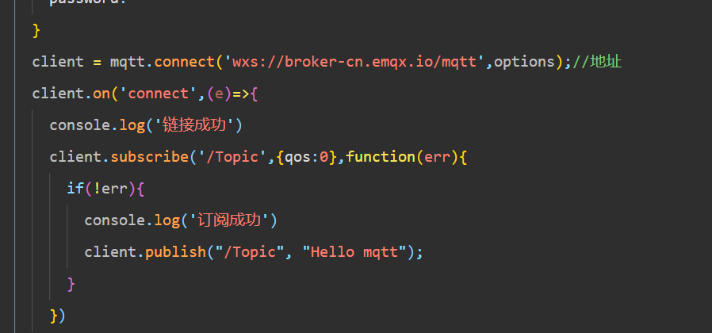 password:
}
client = mqtt.connect('wxs://broker-cn.emqx.io/mqtt',options);//地址
client.on('connect',(e)=>{
console.log('链接成功')
client.subscribe('/Topic',{qos:0},function(err){
if(!err){
console.log('订阅成功')
client.publish("/Topic", "Hello mqtt");
}
})